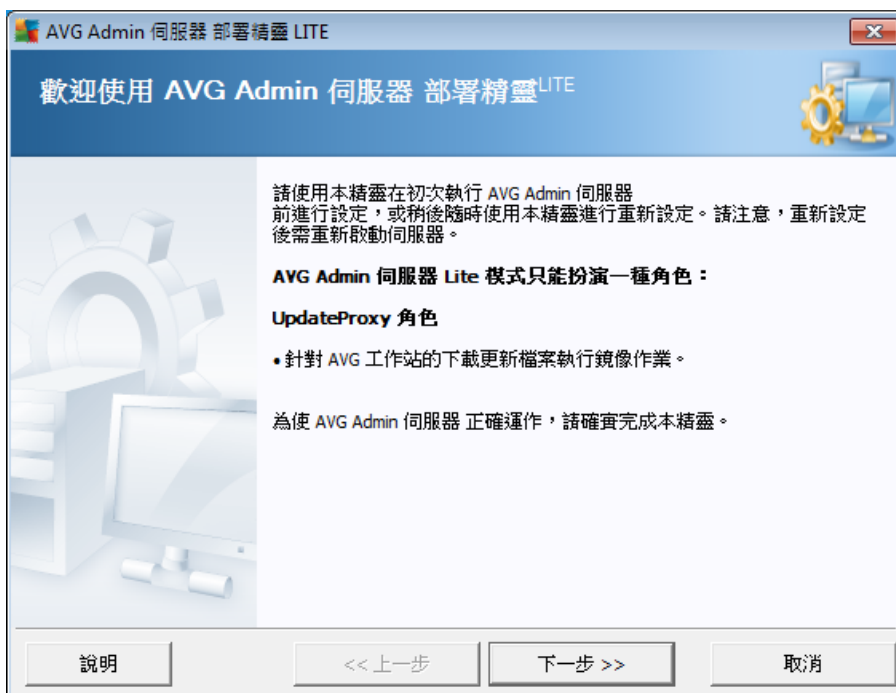 AVG Admin 伺服器 部署精靈 LITE
歡迎使用 AVG Admin 伺服器 部署精靈LITE
請使用本精靈在初次執行 AVG Admin 伺服器
前進行設定，或稍後隨時使用本精靈進行重新設定。請注意，重新設定
後需重新啟動伺服器。
AVG Admin 伺服器 Lite 模式只能扮演一種角色：
UpdateProxy 角色
• 針對 AVG 工作站的下載更新檔案執行鏡像作業。
為使 AVG Admin 伺服器 正確運作，請確實完成本精靈。
說明
<< 上一步
下一步 >>
取消